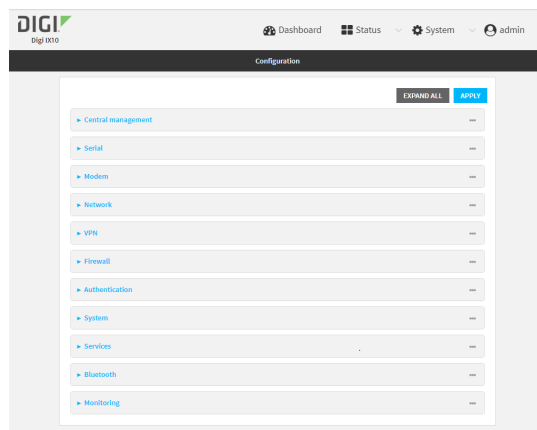 DIGI
Digi IX10
Dashboard Status System admin
Configuration
EXPAND ALL APPLY
Central management
Serial
Modem
Network
VPN
Firewall
Authentication
System
Services
Bluetooth
Monitoring